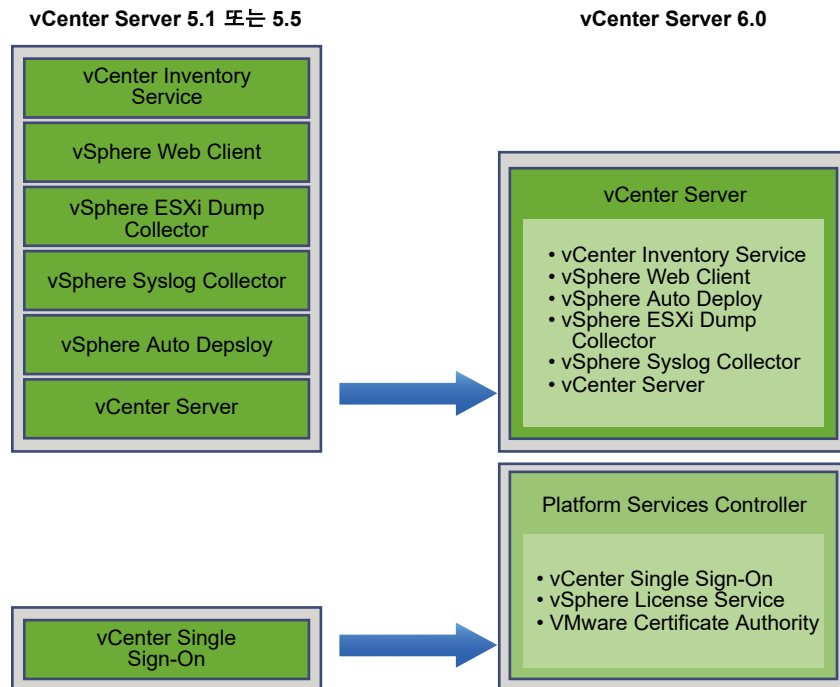 vCenter Server 5.1 또는 5.5
vCenter Inventory
Service
vSphere Web Client
vSphere ESXi Dump
Collector
vSphere Syslog Collector
vSphere Auto Depsloy
vCenter Server
vCenter Single
Sign-On
vCenter Server 6.0
vCenter Server
• vCenter Inventory Service
• vSphere Web Client
• vSphere Auto Deploy
• vSphere ESXi Dump
Collector
• vSphere Syslog Collector
• vCenter Server
Platform Services Controller
• vCenter Single Sign-On
• vSphere License Service
• VMware Certificate Authority